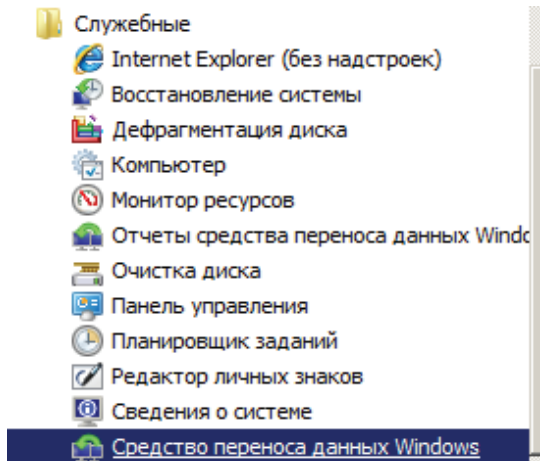 Служебные
Internet Explorer (без надстроек)
Восстановление системы
Дефрагментация диска
Компьютер
Монитор ресурсов
Отчеты средства переноса данных Windo
Очистка диска
Панель управления
Планировщик заданий
Редактор личных знаков
Сведения о системе
Средство переноса данных Windows